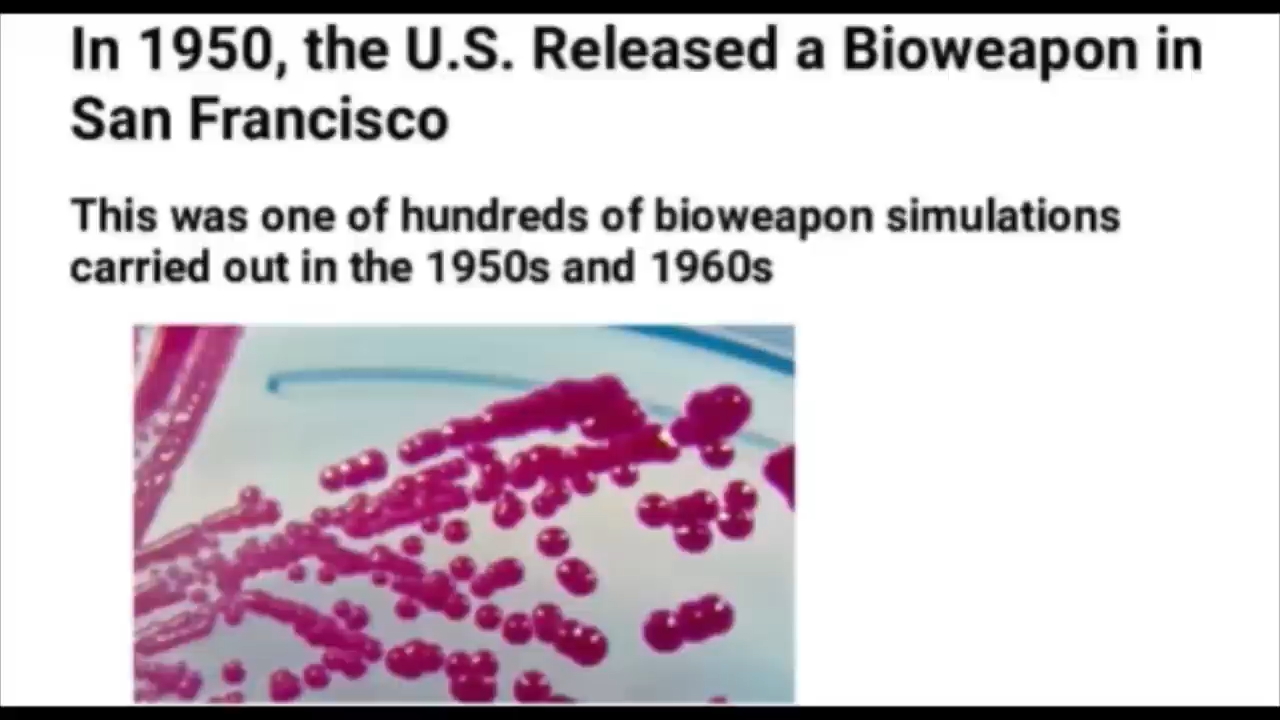 In 1950, the U.S. Released a Bioweapon in
San Francisco
This was one of hundreds of bioweapon simulations
carried out in the 1950s and 1960s